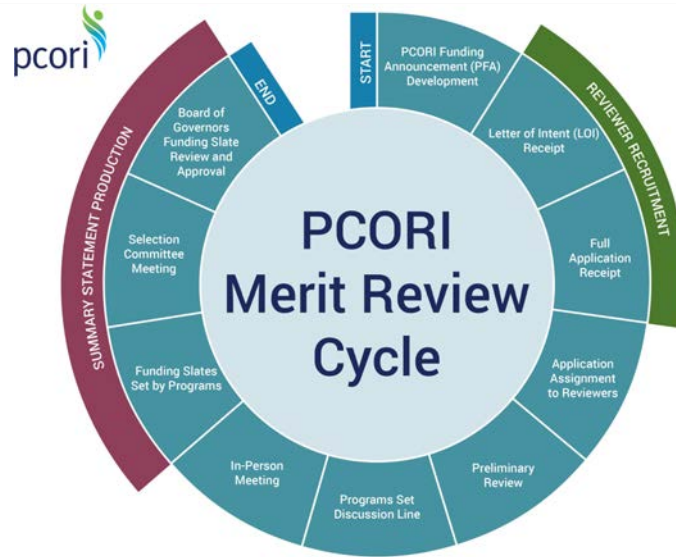 pcori
START
PCORI Funding
Announcement (PFA)
Development
REVIEWER RECRUITMENT
Letter of Intent (LOI)
Receipt
Full
Application
Receipt
Application
Assignment
to Reviewers
Preliminary
Review
Programs Set
Discussion Line
In-Person
Meeting
SUMMARY STATEMENT PRODUCTION
Funding Slates
Set by Programs
Selection
Committee
Meeting
Board of
Governors
Funding Slate
Review and
Approval
END
PCORI
Merit Review
Cycle